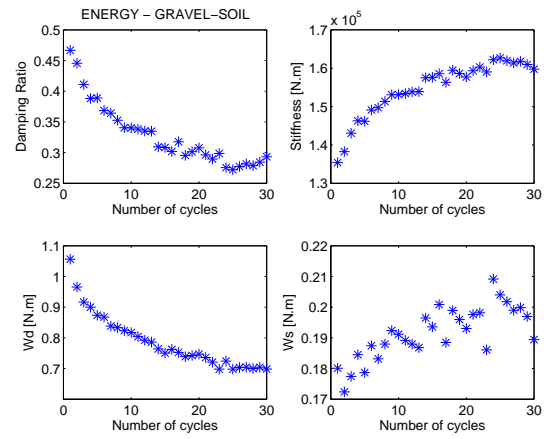 ENERGY – GRAVEL–SOIL
0.5
0.45
0.4
0.35
0.3
0.25
0 10 20 30
Damping Ratio
Number of cycles
x 10⁵
1.7
1.6
1.5
1.4
1.3
0 10 20 30
Stiffness [N.m]
Number of cycles
1.1
1
0.9
0.8
0.7
0 10 20 30
Wd [N.m]
Number of cycles
0.22
0.21
0.2
0.19
0.18
0.17
0 10 20 30
Ws [N.m]
Number of cycles